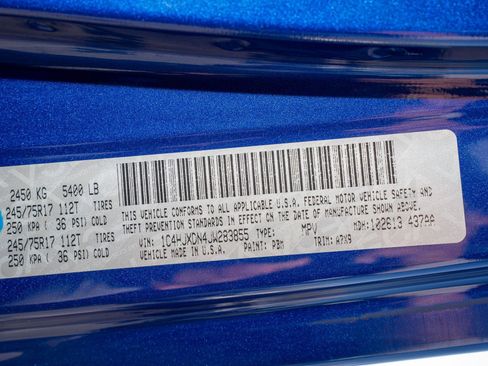 2450 KG 5400 LB
245/75R17 112T TIRES
250 KPA ( 36 PSI) COLD
245/75R17 112T TIRES
250 KPA ( 36 PSI) COLD
THIS VEHICLE CONFORMS TO ALL APPLICABLE U.S.A. FEDERAL MOTOR VEHICLE SAFETY AND
THEFT PREVENTION STANDARDS IN EFFECT ON THE DATE OF MANUFACTURE SHOWN ABOVE.
VIN: 1C4HJXDN4JW283855 TYPE: MPV MDH: 102613 437AA
VEHICLE MADE IN U.S.A. PAINT: PBM TRIM: A7X9